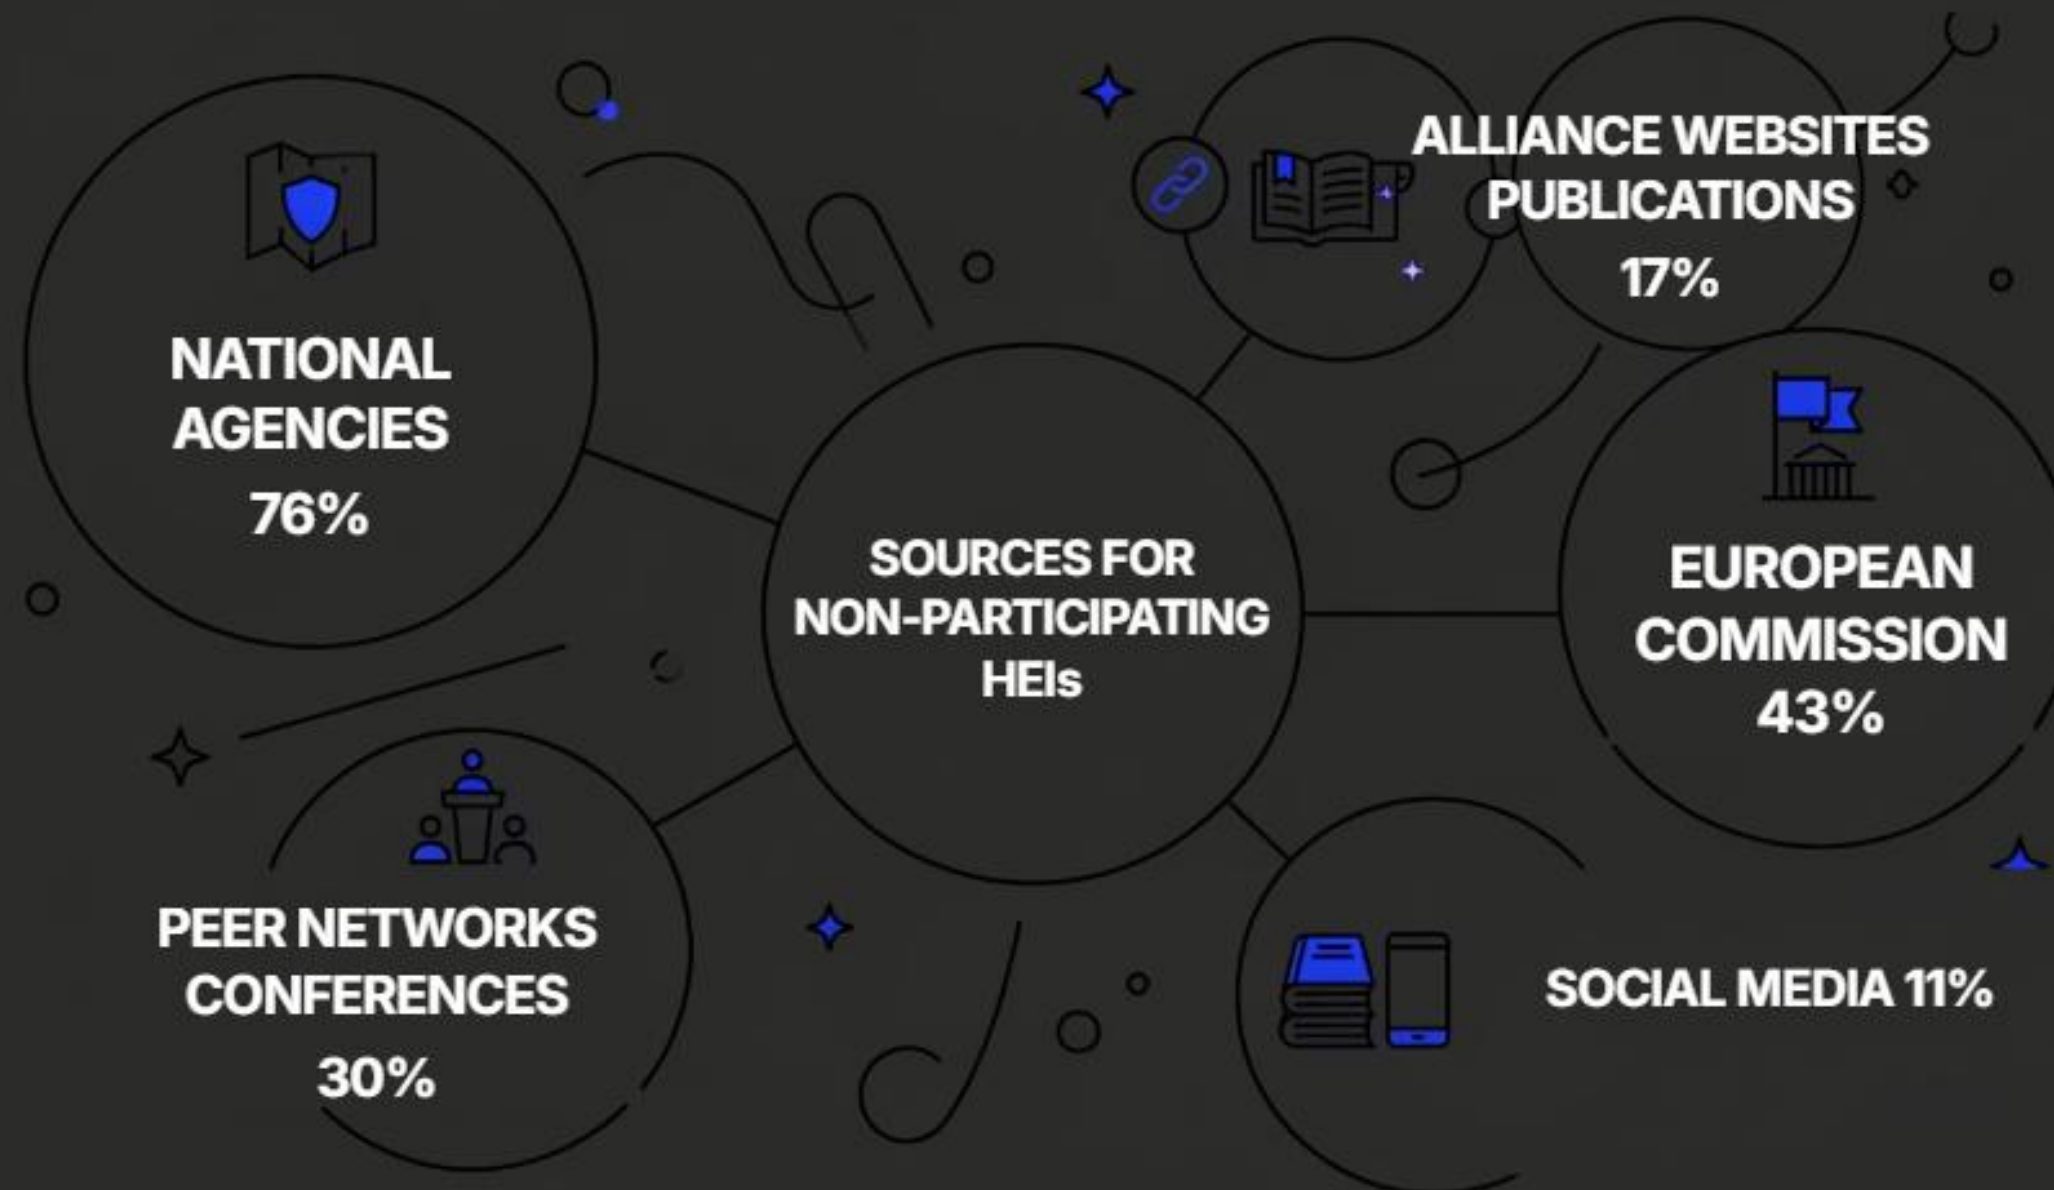 ALLIANCE WEBSITES
PUBLICATIONS
17%
NATIONAL
AGENCIES
76%
SOURCES FOR
NON-PARTICIPATING
HEIs
EUROPEAN
COMMISSION
43%
PEER NETWORKS
CONFERENCES
30%
SOCIAL MEDIA 11%